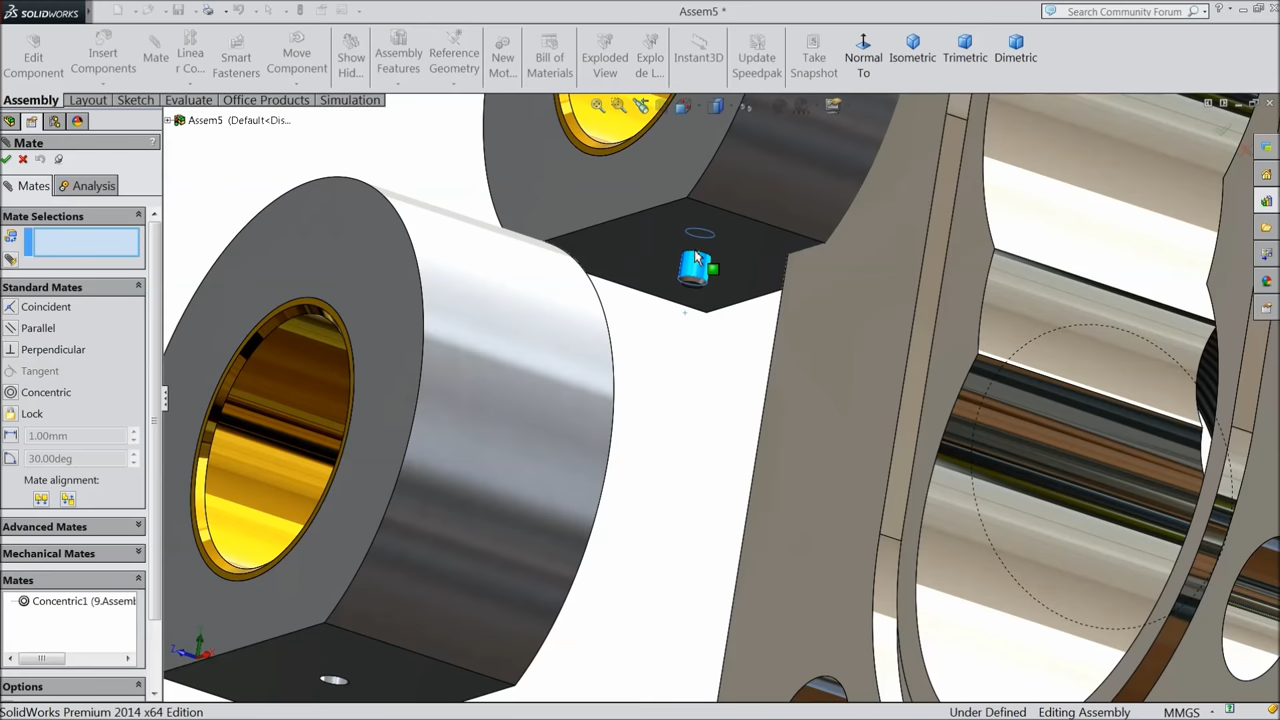 SOLIDWORKS
Assem5 *
Search Community Forum
Edit Component
Insert Components
Mate
Linea r Co...
Smart Fasteners
Move Component
Show Hid...
Assembly Features
Reference Geometry
New Mot...
Bill of Materials
Exploded View
Explo de L...
Instant3D
Update Speedpak
Take Snapshot
Normal To
Isometric
Trimetric
Dimetric
Assembly Layout Sketch Evaluate Office Products Simulation
Assem5 (Default<Dis...
Mate ?
Mates Analysis
Mate Selections
Standard Mates
Coincident
Parallel
Perpendicular
Tangent
Concentric
Lock
1.00mm
30.00deg
Mate alignment:
Advanced Mates
Mechanical Mates
Mates
Concentric1 (9.Assemb
Options
SolidWorks Premium 2014 x64 Edition
Under Defined Editing Assembly MMGS